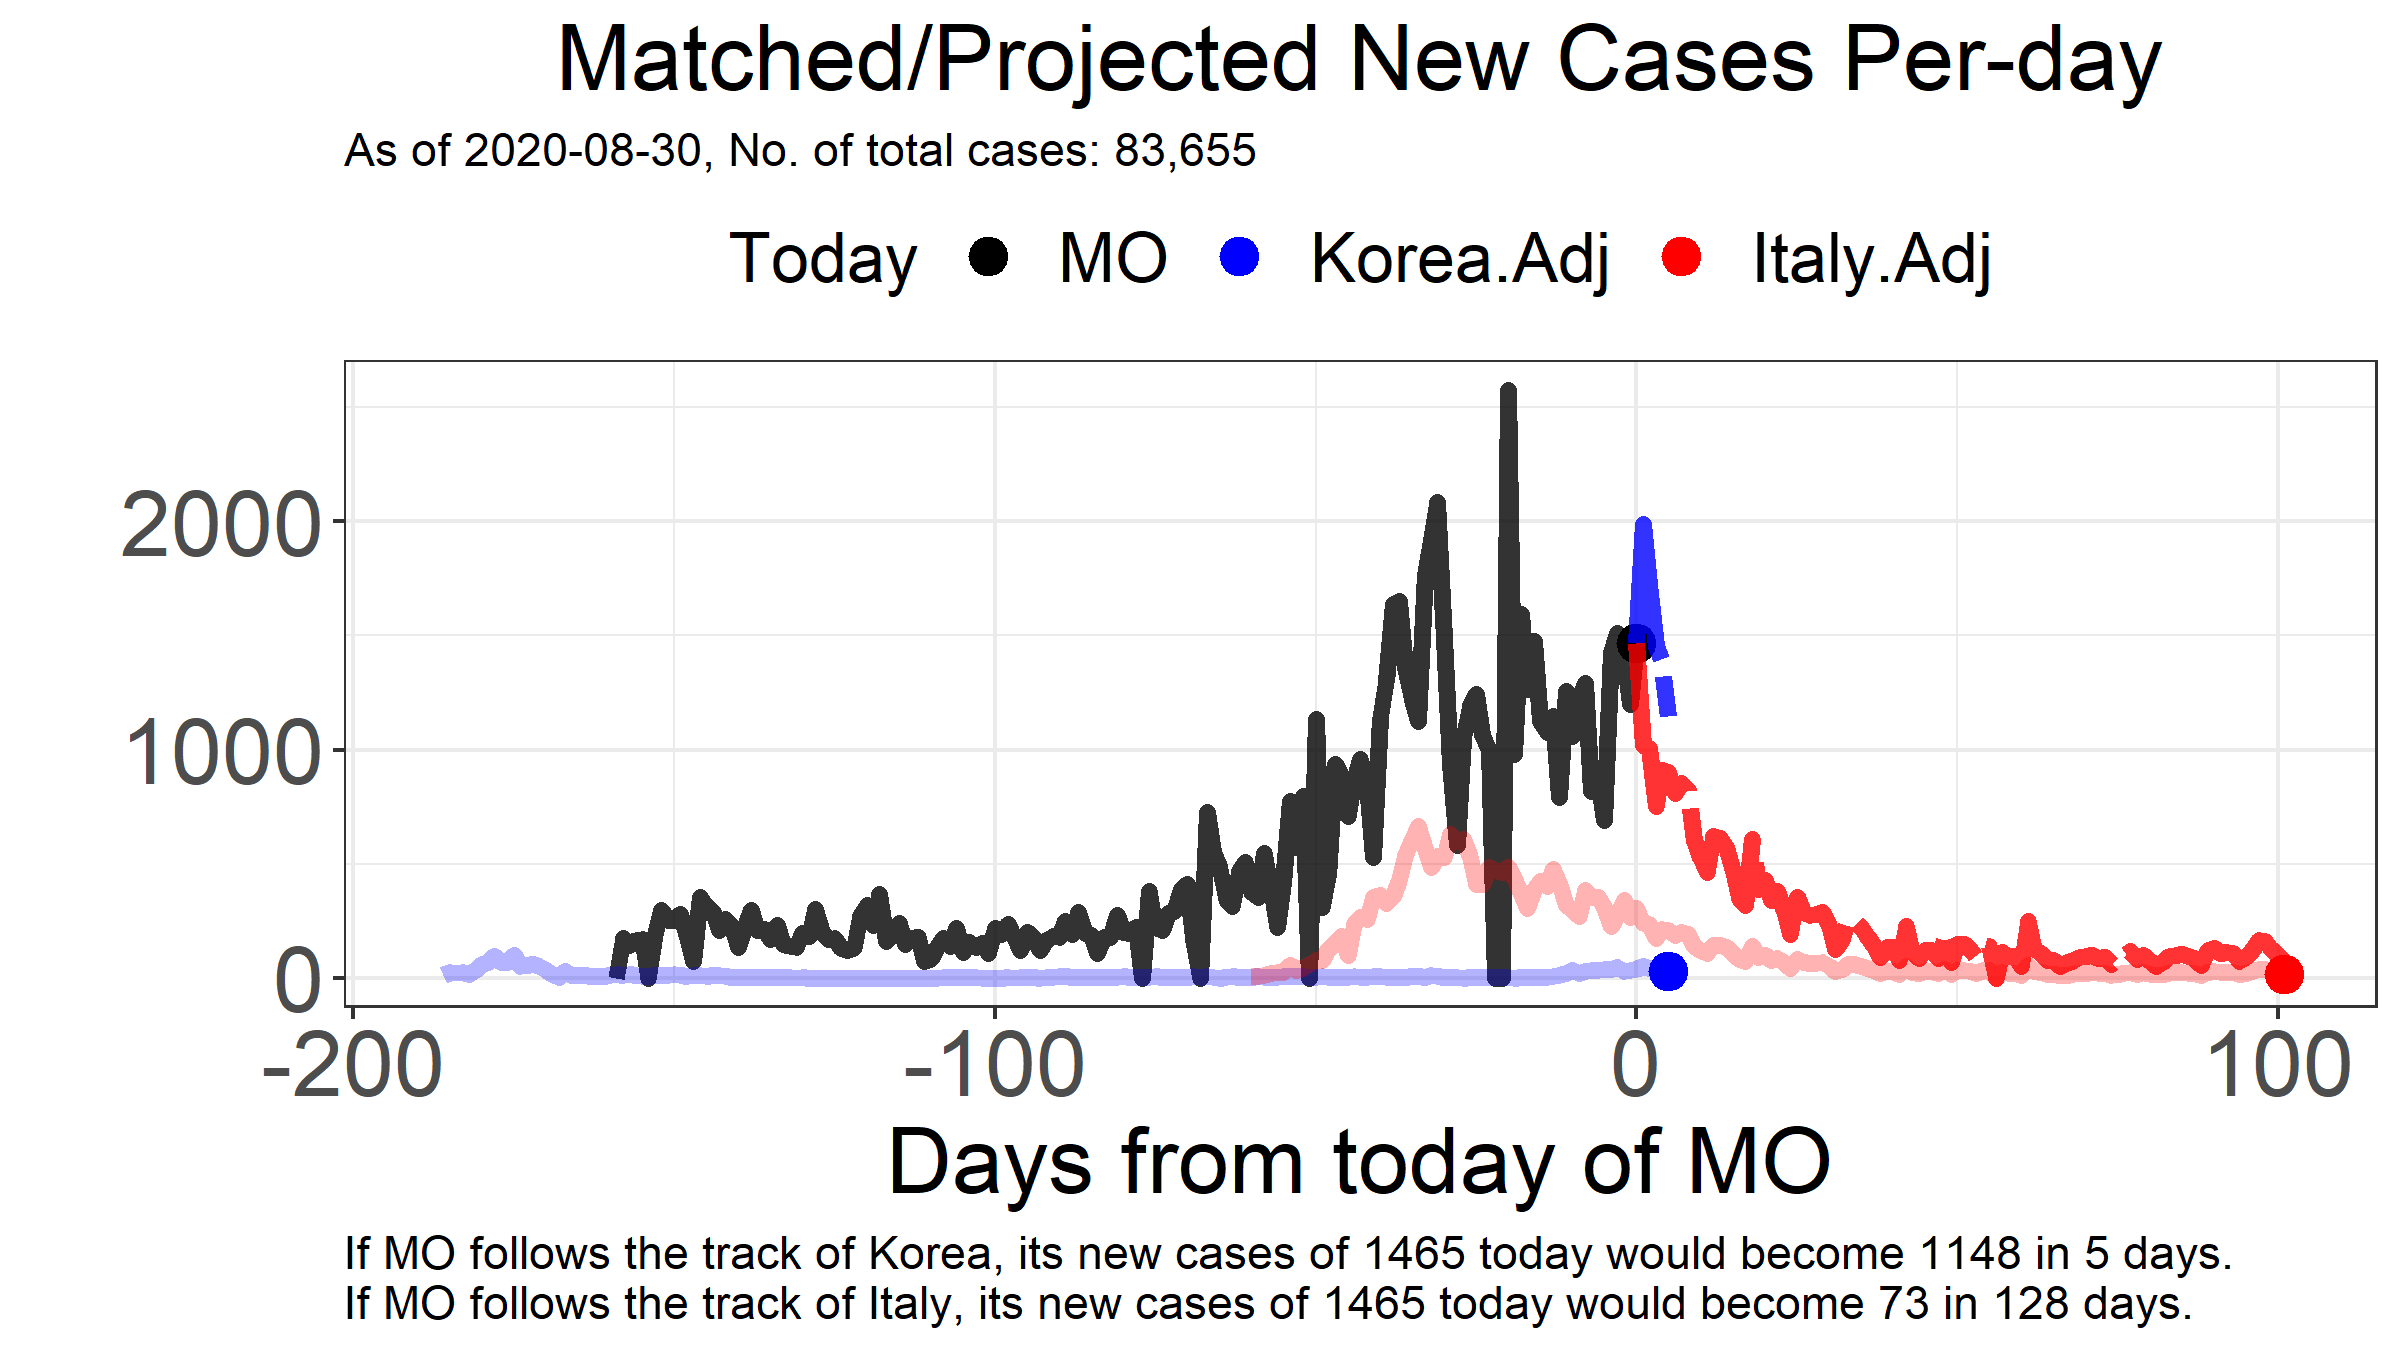 Matched/Projected New Cases Per-day
As of 2020-08-30, No. of total cases: 83,655
Today MO Korea.Adj Italy.Adj
2000
1000
0
-200 -100 0 100
Days from today of MO
If MO follows the track of Korea, its new cases of 1465 today would become 1148 in 5 days.
If MO follows the track of Italy, its new cases of 1465 today would become 73 in 128 days.